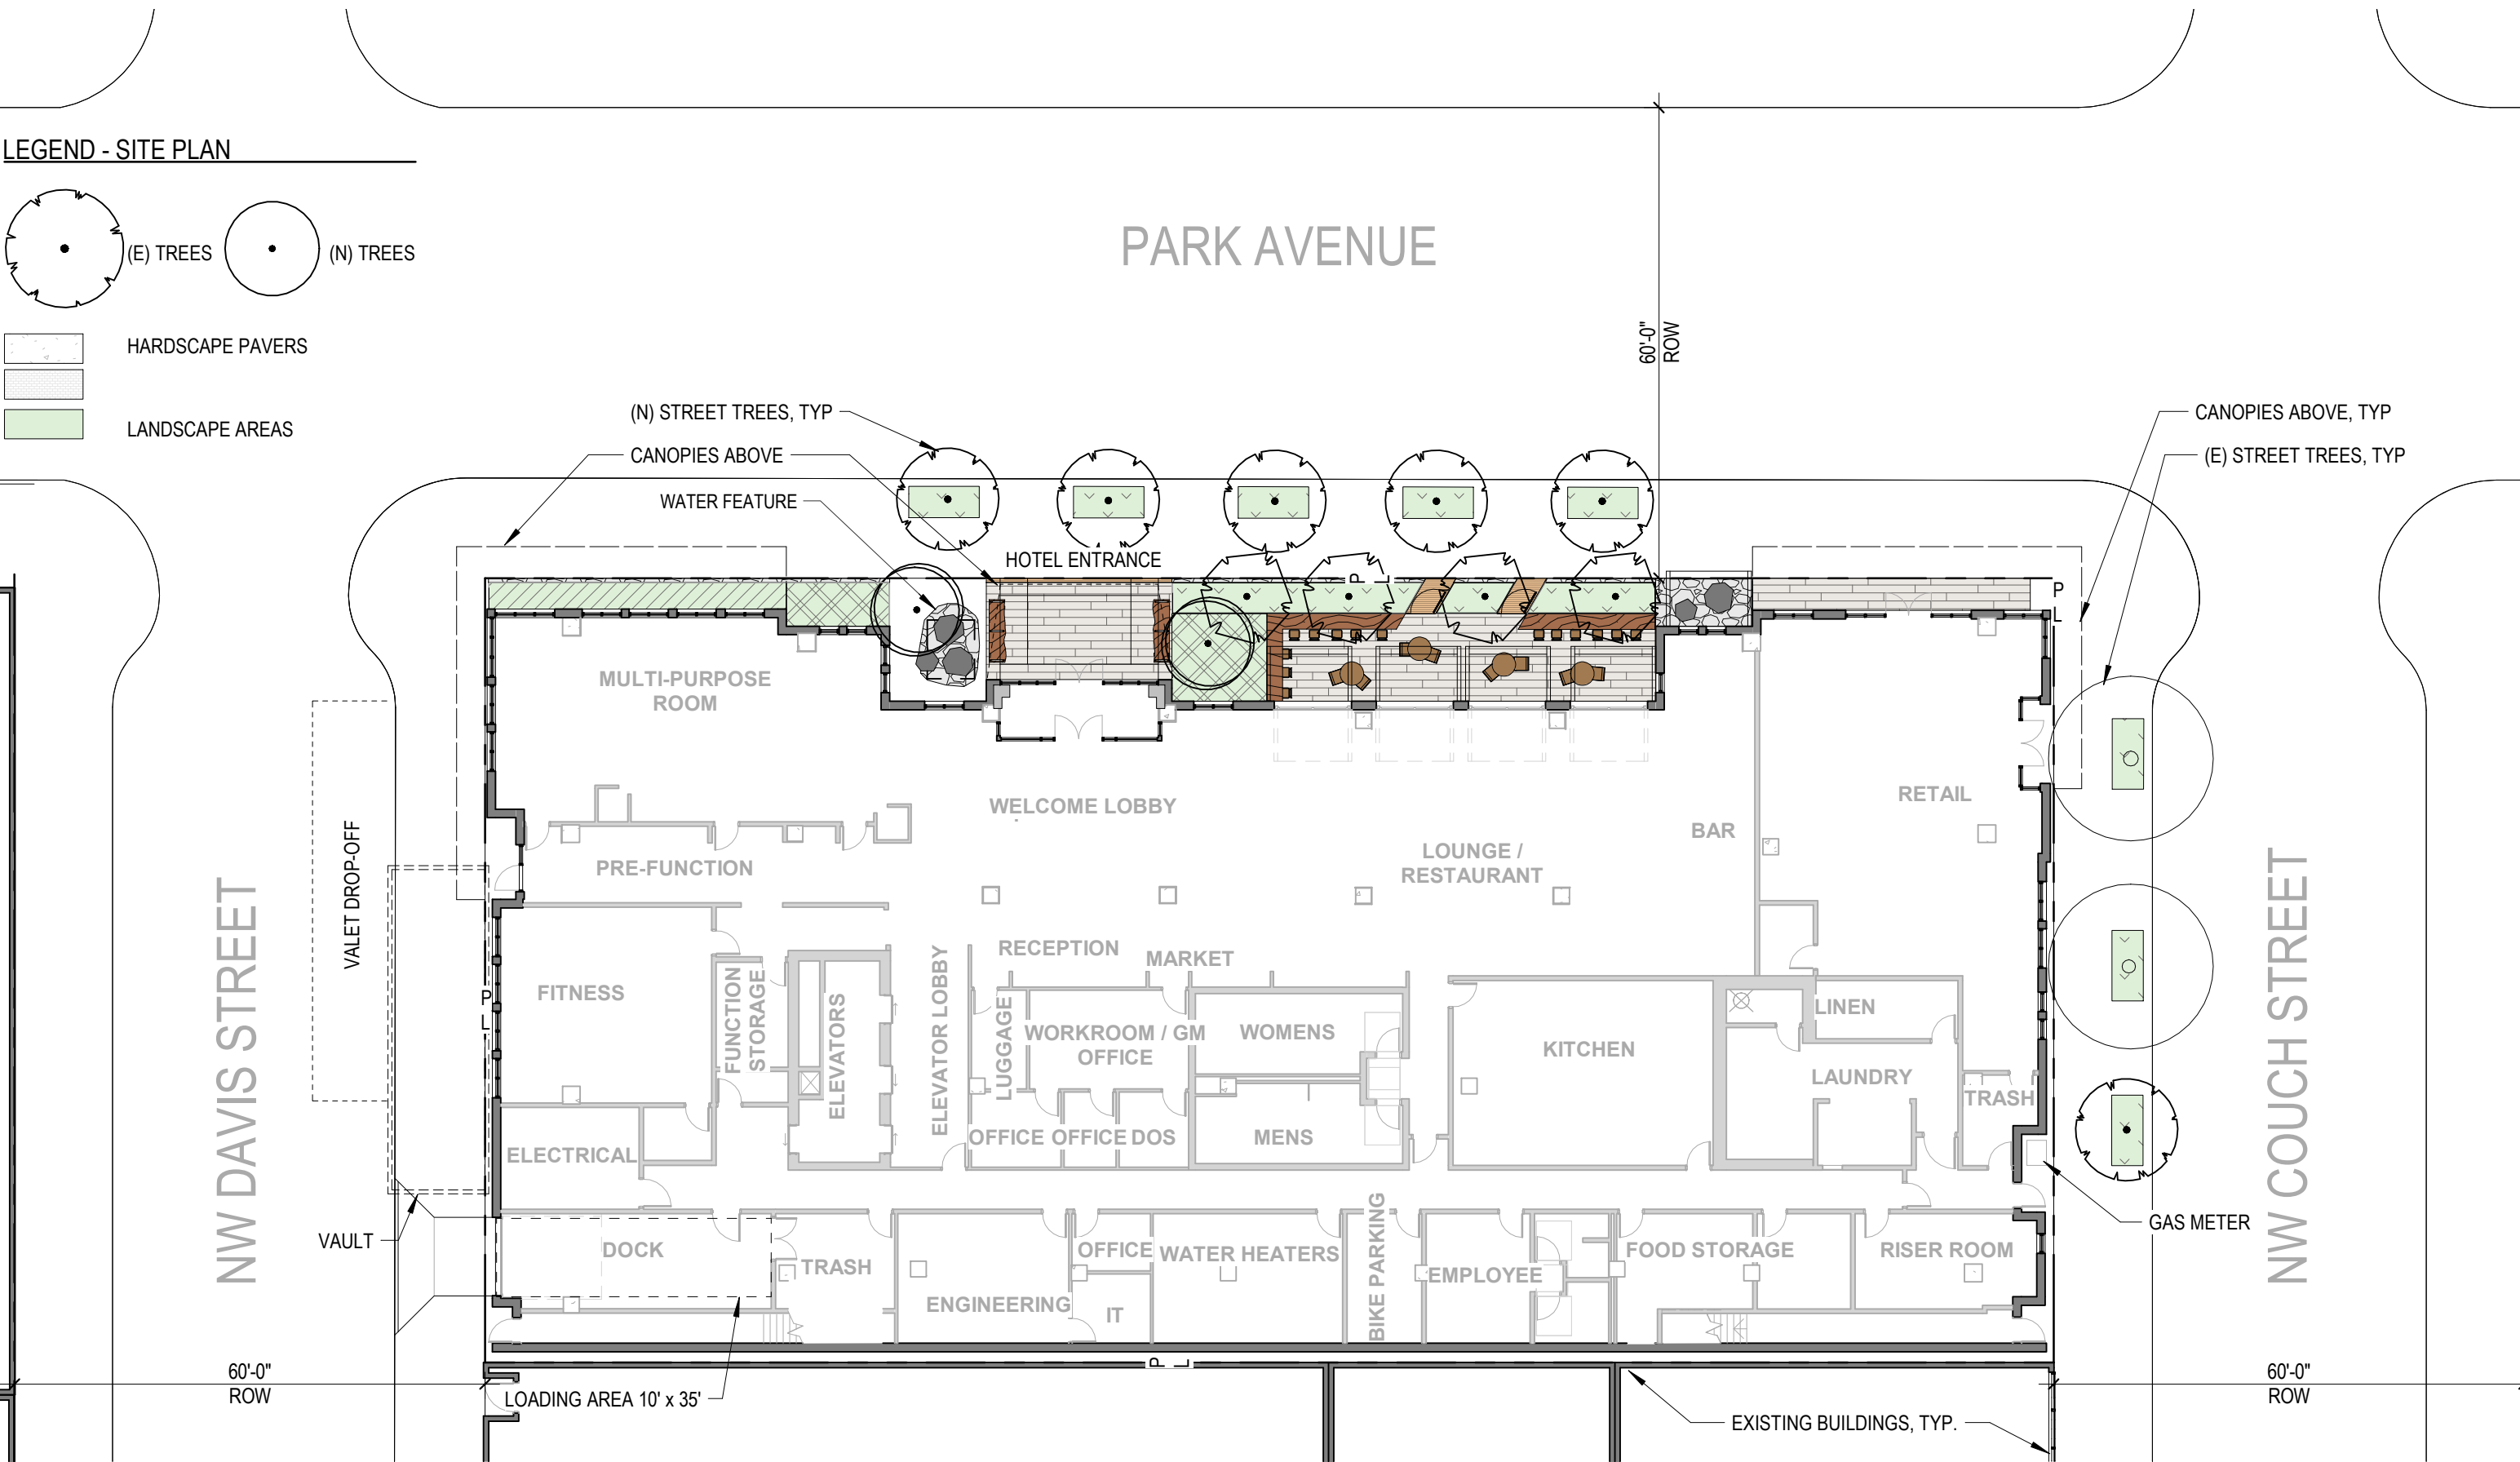 LEGEND - SITE PLAN
(E) TREES
(N) TREES
HARDSCAPE PAVERS
LANDSCAPE AREAS
PARK AVENUE
60'-0"
ROW
(N) STREET TREES, TYP
CANOPIES ABOVE
WATER FEATURE
HOTEL ENTRANCE
CANOPIES ABOVE, TYP
(E) STREET TREES, TYP
P
L
P
L
MULTI-PURPOSE
ROOM
WELCOME LOBBY
RETAIL
BAR
LOUNGE /
RESTAURANT
PRE-FUNCTION
VALET DROP-OFF
NW DAVIS STREET
NW COUCH STREET
P
L
FITNESS
FUNCTION
STORAGE
ELEVATORS
ELEVATOR LOBBY
RECEPTION
MARKET
LUGGAGE
WORKROOM / GM
OFFICE
WOMENS
KITCHEN
LINEN
LAUNDRY
TRASH
OFFICE
OFFICE
DOS
MENS
ELECTRICAL
GAS METER
VAULT
DOCK
TRASH
ENGINEERING
OFFICE
IT
WATER HEATERS
BIKE PARKING
EMPLOYEE
FOOD STORAGE
RISER ROOM
P
L
60'-0"
ROW
LOADING AREA 10' x 35'
EXISTING BUILDINGS, TYP.
60'-0"
ROW